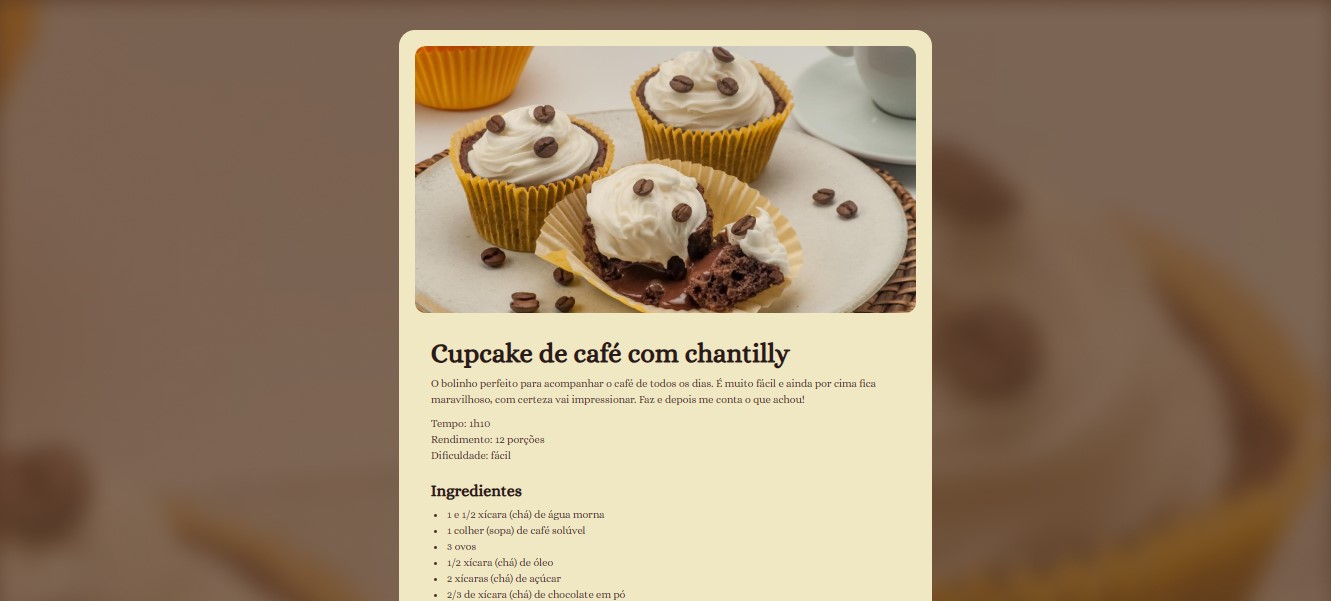 Cupcake de café com chantilly
O bolinho perfeito para acompanhar o café de todos os dias. É muito fácil e ainda por cima fica
maravilhoso, com certeza vai impressionar. Faz e depois me conta o que achou!
Tempo: 1h10
Rendimento: 12 porções
Dificuldade: fácil
Ingredientes
• 1 e 1/2 xícara (chá) de água morna
• 1 colher (sopa) de café solúvel
• 3 ovos
• 1/2 xícara (chá) de óleo
• 2 xícaras (chá) de açúcar
• 2/3 de xícara (chá) de chocolate em pó